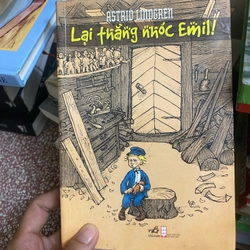 ASTRID LINDGREN
Lại thằng nhóc Emil!